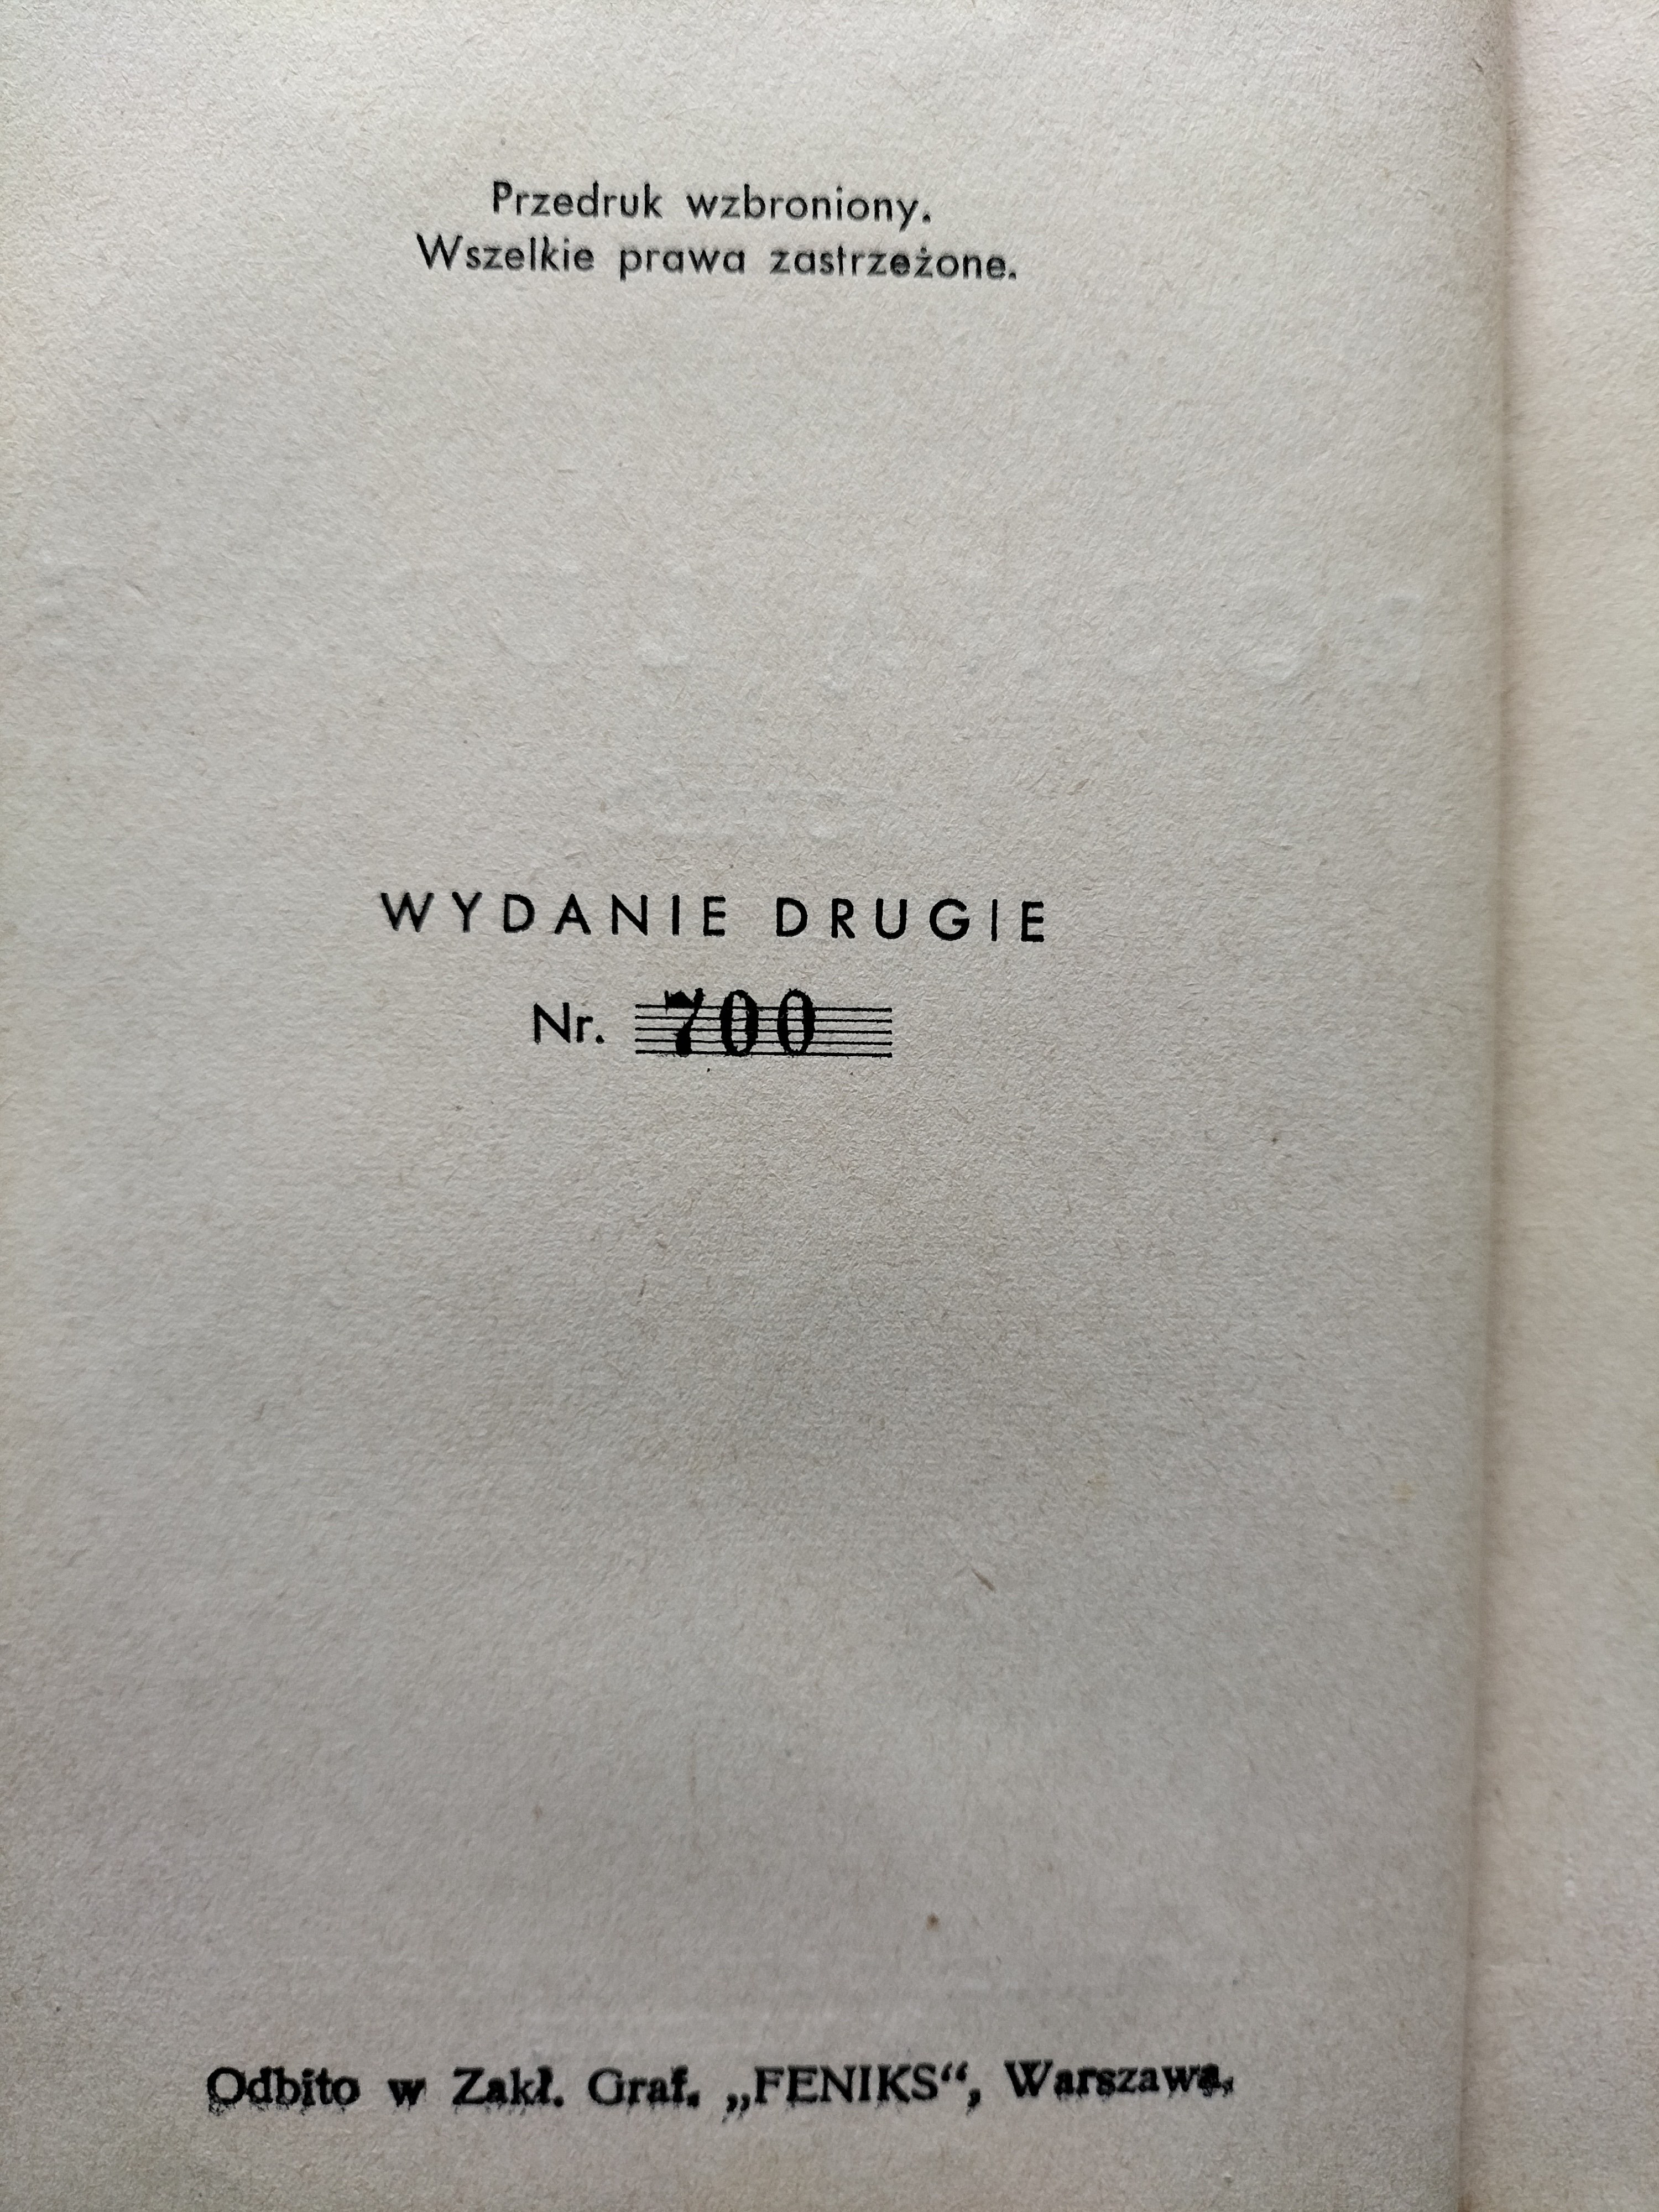 Przedruk wzbroniony.
Wszelkie prawa zastrzeżone.
WYDANIE DRUGIE
Nr. 700
Odbito w Zakł. Graf. „FENIKS“, Warszawa.